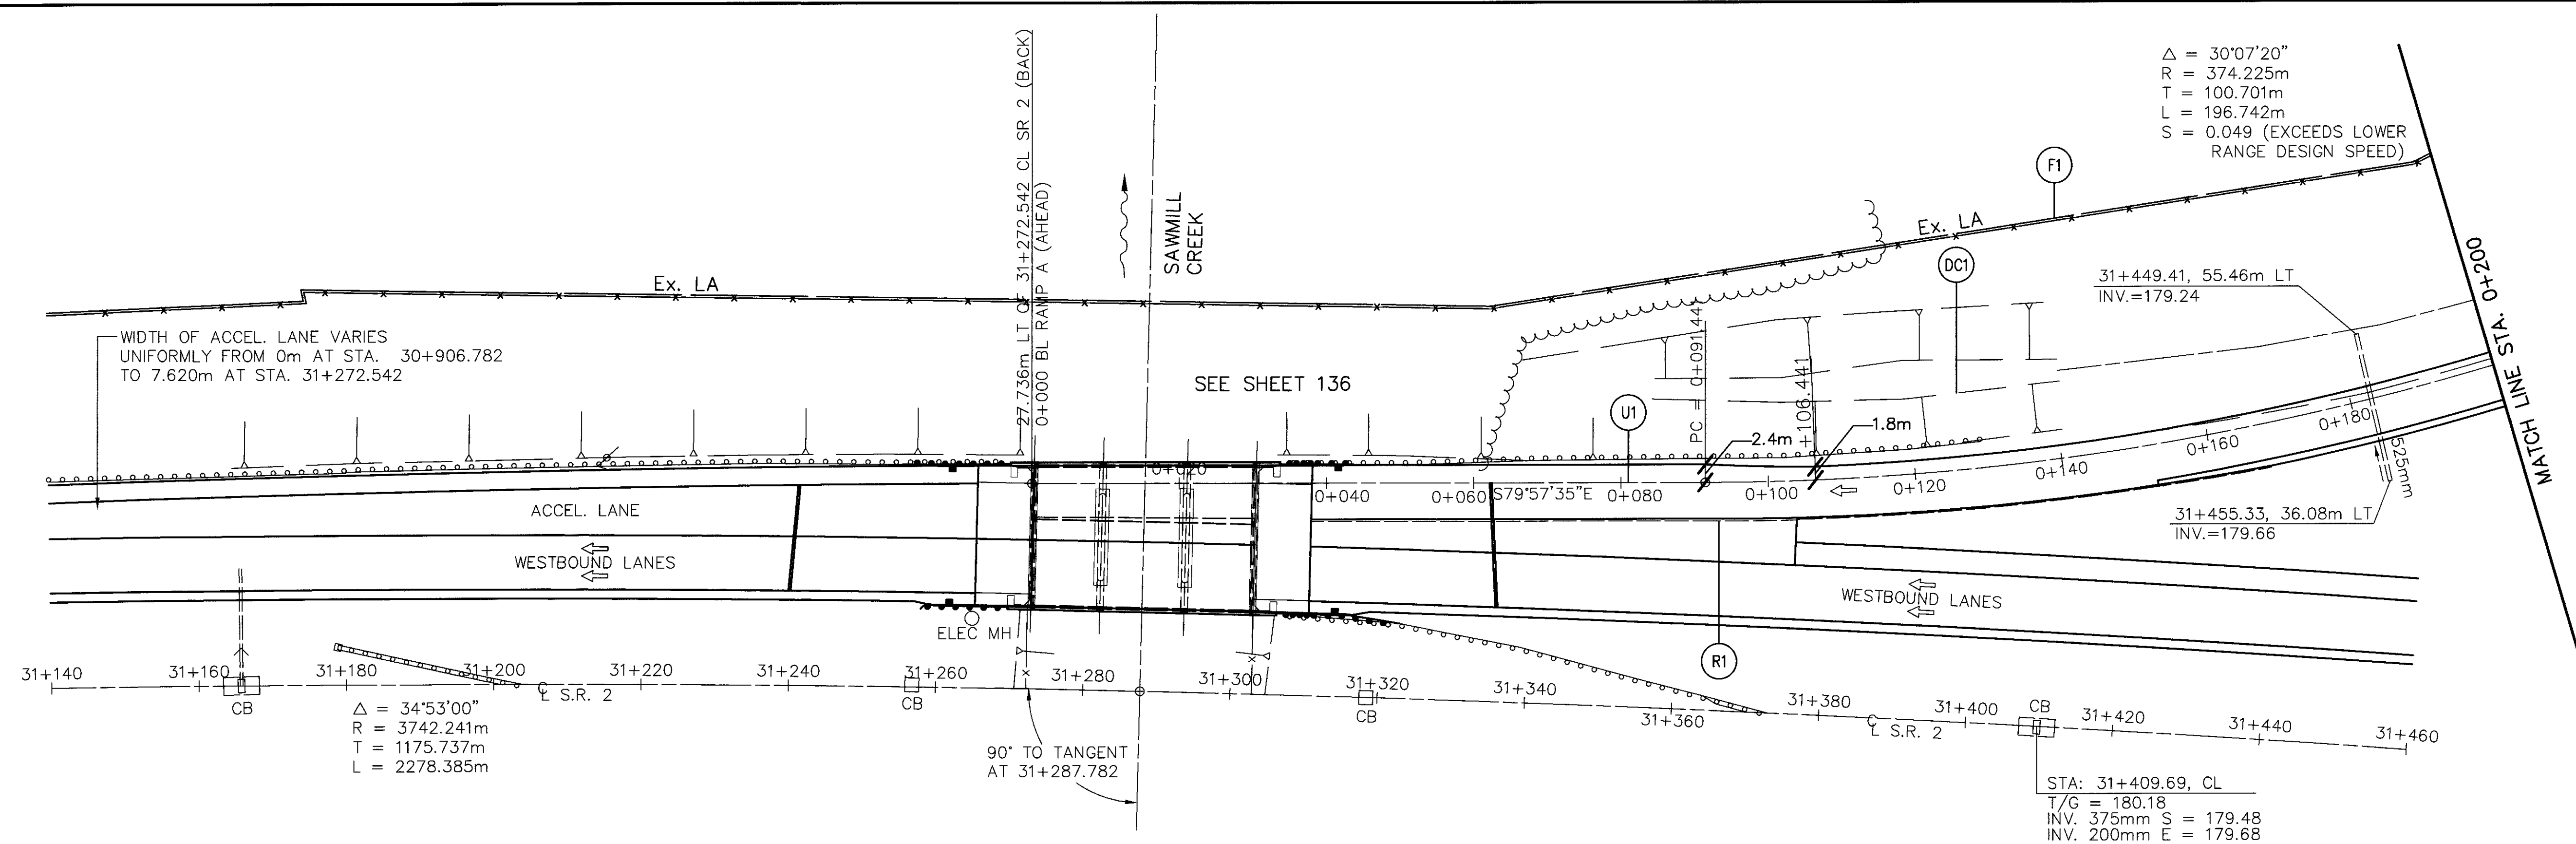 △ = 30°07'20"
R = 374.225m
T = 100.701m
L = 196.742m
S = 0.049 (EXCEEDS LOWER
RANGE DESIGN SPEED)
27.736m LT OF 31+272.542 CL SR 2 (BACK)
0+000 BL RAMP A (AHEAD)
SAWMILL
CREEK
F1
Ex. LA
Ex. LA
DC1
MATCH LINE STA. 0+200
31+449.41, 55.46m LT
INV.=179.24
WIDTH OF ACCEL. LANE VARIES
UNIFORMLY FROM 0m AT STA. 30+906.782
TO 7.620m AT STA. 31+272.542
SEE SHEET 136
U1
PC = 0+091.441
+106.441
2.4m
1.8m
0+020
0+040
0+060
S79°57'35"E
0+080
0+100
0+120
0+140
0+160
0+180
525mm
31+455.33, 36.08m LT
INV.=179.66
ACCEL. LANE
WESTBOUND LANES
WESTBOUND LANES
ELEC MH
R1
31+140
31+160
31+180
31+200
31+220
31+240
31+260
31+280
31+300
31+320
31+340
31+360
31+380
31+400
31+420
31+440
31+460
CB
CB
CB
CB
℄ S.R. 2
℄ S.R. 2
△ = 34°53'00"
R = 3742.241m
T = 1175.737m
L = 2278.385m
90° TO TANGENT
AT 31+287.782
STA: 31+409.69, CL
T/G = 180.18
INV. 375mm S = 179.48
INV. 200mm E = 179.68